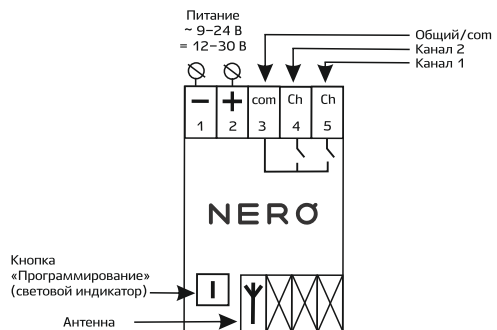 Питание
~ 9–24 В
= 12–30 В
Общий/com
Канал 2
Канал 1
− + com Ch Ch
1 2 3 4 5
NERO
Кнопка
«Программирование»
(световой индикатор)
I
Антенна